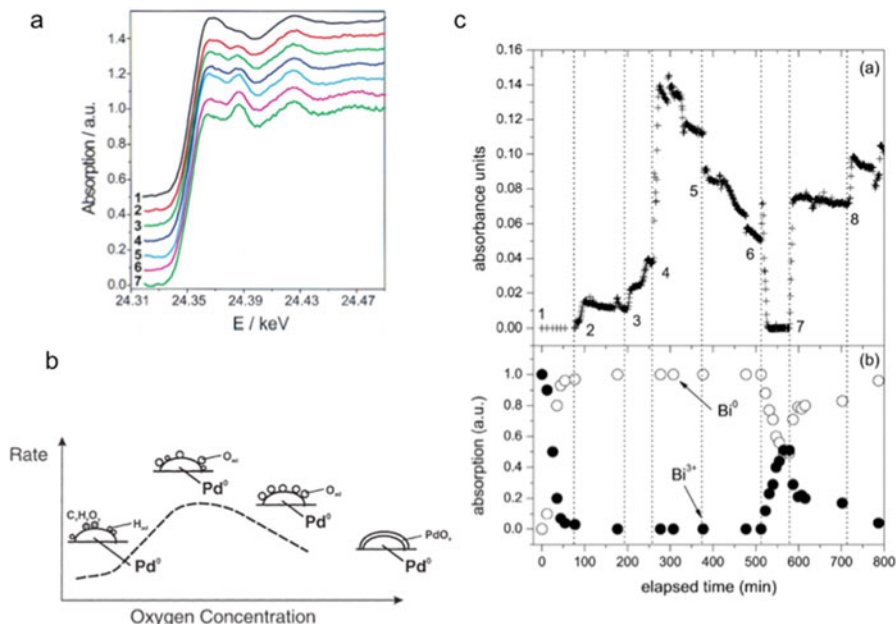 a
Absorption / a.u.
1.4
1.2
1.0
0.8
0.6
0.4
0.2
0.0
1
2
3
4
5
6
7
24.31 24.35 24.39 24.43 24.47
E / keV
b
Rate
CxHyOz
Had
Pd0
Oad
Pd0
Oad
Pd0
PdOx
Pd0
Oxygen Concentration
c
(a)
absorbance units
0.16
0.14
0.12
0.10
0.08
0.06
0.04
0.02
0.00
1
2
3
4
5
6
7
8
(b)
absorption (a.u.)
1.0
0.8
0.6
0.4
0.2
0.0
Bi0
Bi3+
0 100 200 300 400 500 600 700 800
elapsed time (min)